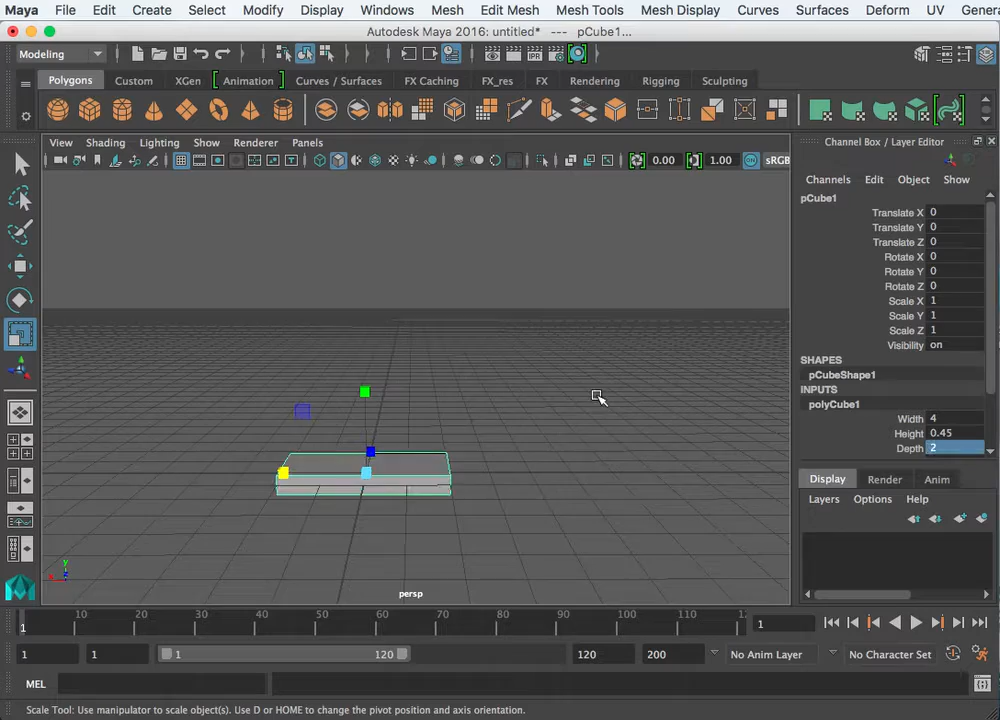 Maya File Edit Create Select Modify Display Windows Mesh Edit Mesh Mesh Tools Mesh Display Curves Surfaces Deform UV Genera
Autodesk Maya 2016: untitled* --- pCube1...
Modeling
Polygons Custom XGen Animation Curves / Surfaces FX Caching FX_res FX Rendering Rigging Sculpting
View Shading Lighting Show Renderer Panels
Channel Box / Layer Editor
IPR
0.00 1.00 ON sRGB
Channels Edit Object Show
pCube1
Translate X 0
Translate Y 0
Translate Z 0
Rotate X 0
Rotate Y 0
Rotate Z 0
Scale X 1
Scale Y 1
Scale Z 1
Visibility on
SHAPES
pCubeShape1
INPUTS
polyCube1
Width 4
Height 0.45
Depth 2
Display Render Anim
Layers Options Help
y
persp
10 20 30 40 50 60 70 80 90 100 110 12
1
1
1 1 1 120 120 200 No Anim Layer No Character Set
MEL
Scale Tool: Use manipulator to scale object(s). Use D or HOME to change the pivot position and axis orientation.